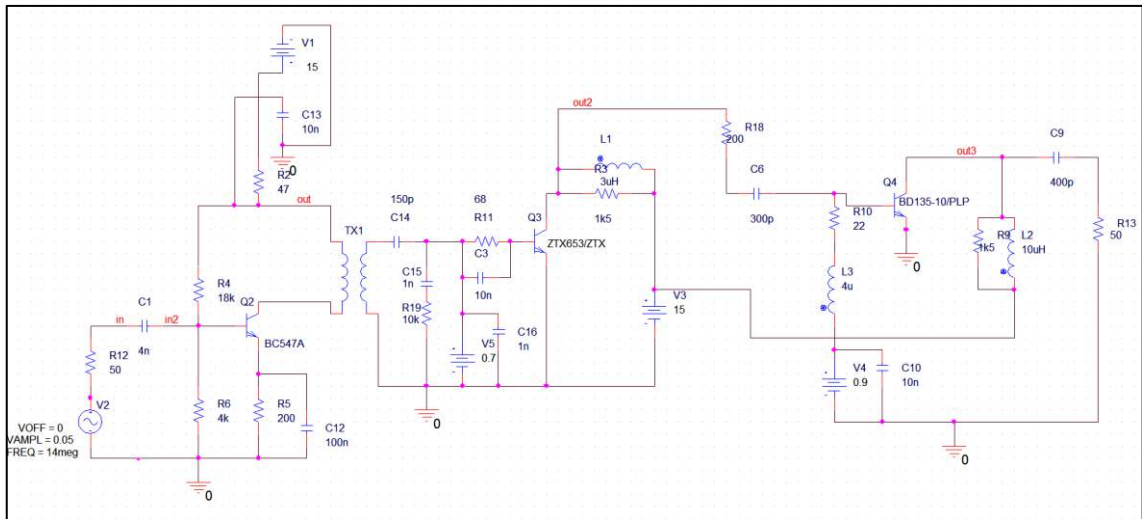 V1
15
C13
10n
0
R2
47
out
R4
18k
TX1
150p
C14
68
R11
C3
10n
C15
1n
R19
10k
V5
0.7
C16
1n
0
Q3
ZTX653/ZTX
out2
L1
R3
3uH
1k5
V3
15
R18
200
C6
300p
R10
22
L3
4u
V4
0.9
C10
10n
0
Q4
BD135-10/PLP
0
out3
C9
400p
R9
1k5
L2
10uH
R13
50
in
C1
4n
in2
Q2
BC547A
R12
50
V2
VOFF = 0
VAMPL = 0.05
FREQ = 14meg
R6
4k
R5
200
C12
100n
0